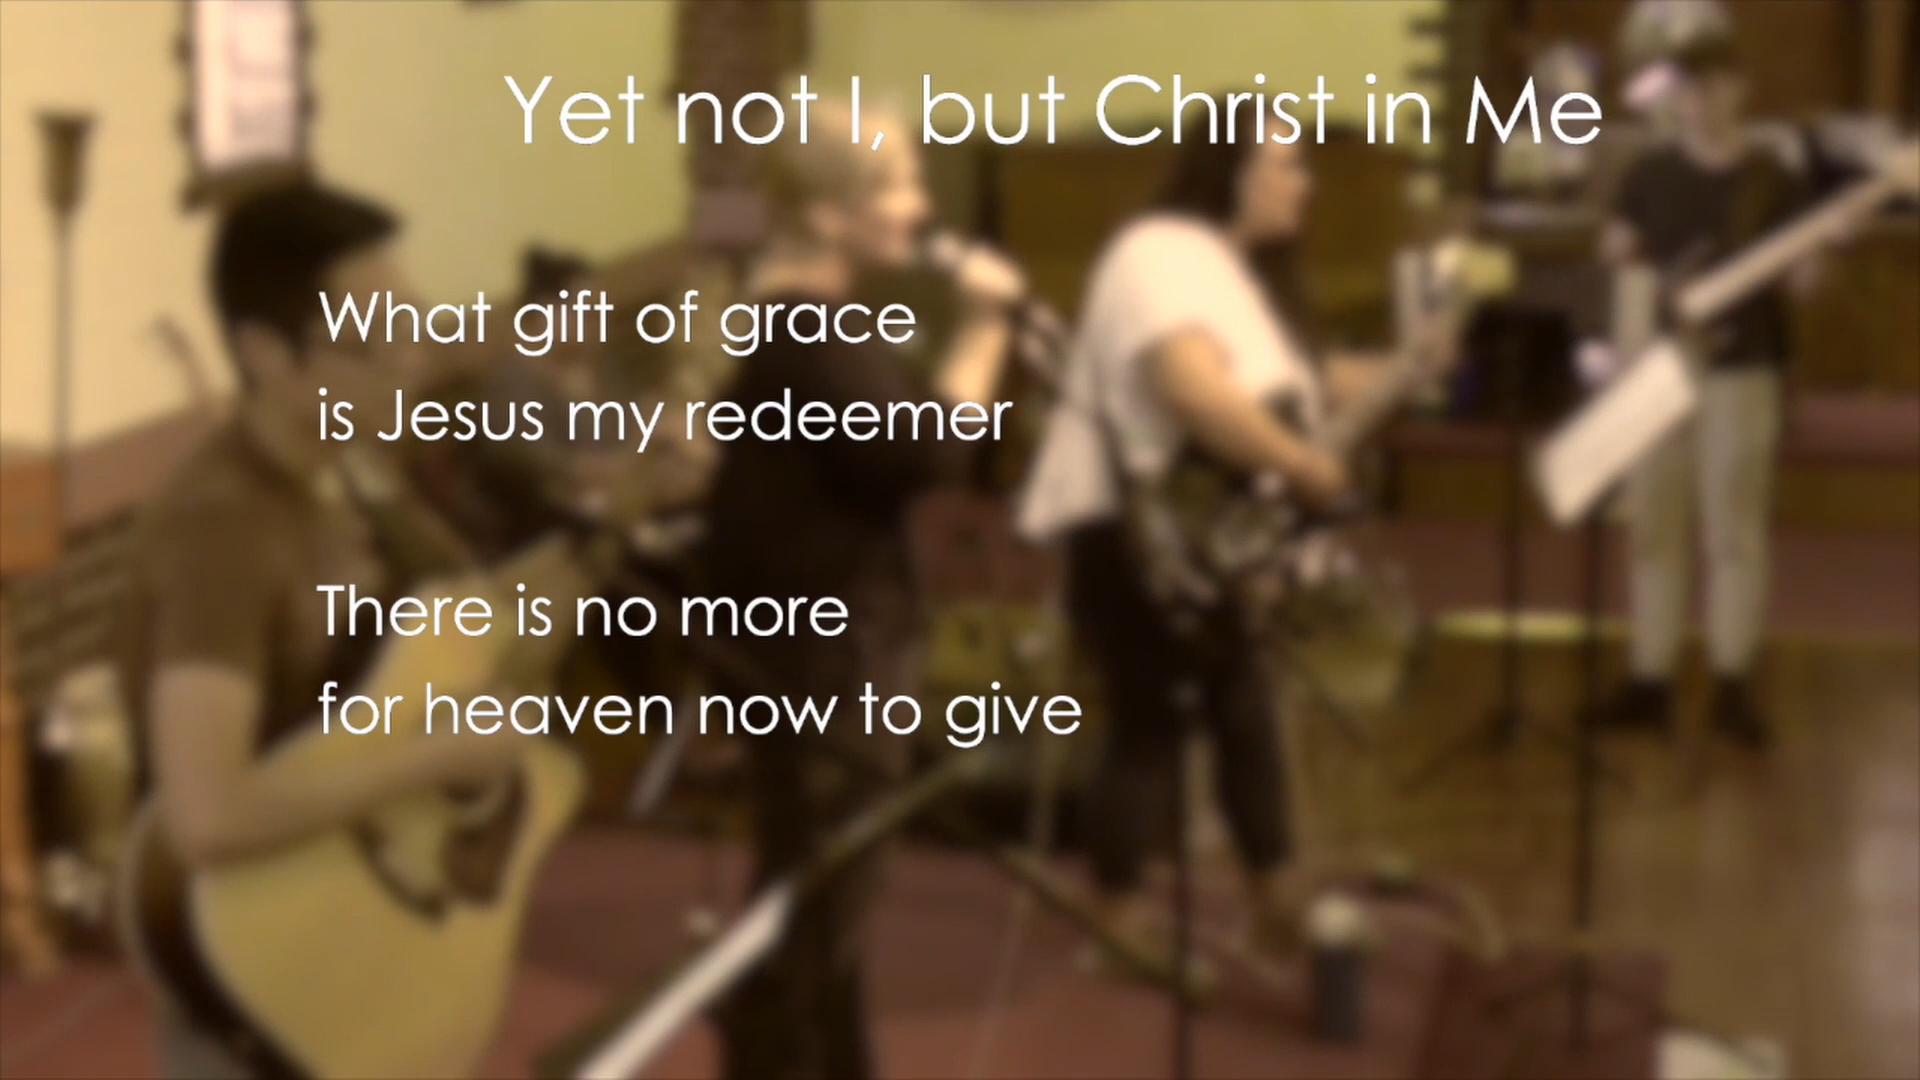 Yet not I, but Christ in Me
What gift of grace
is Jesus my redeemer
There is no more
for heaven now to give